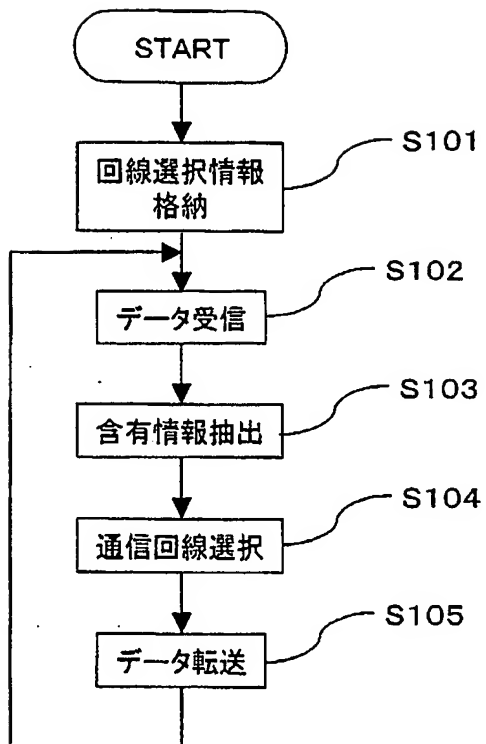 START
回線選択情報
格納
S101
データ受信
S102
含有情報抽出
S103
通信回線選択
S104
データ転送
S105